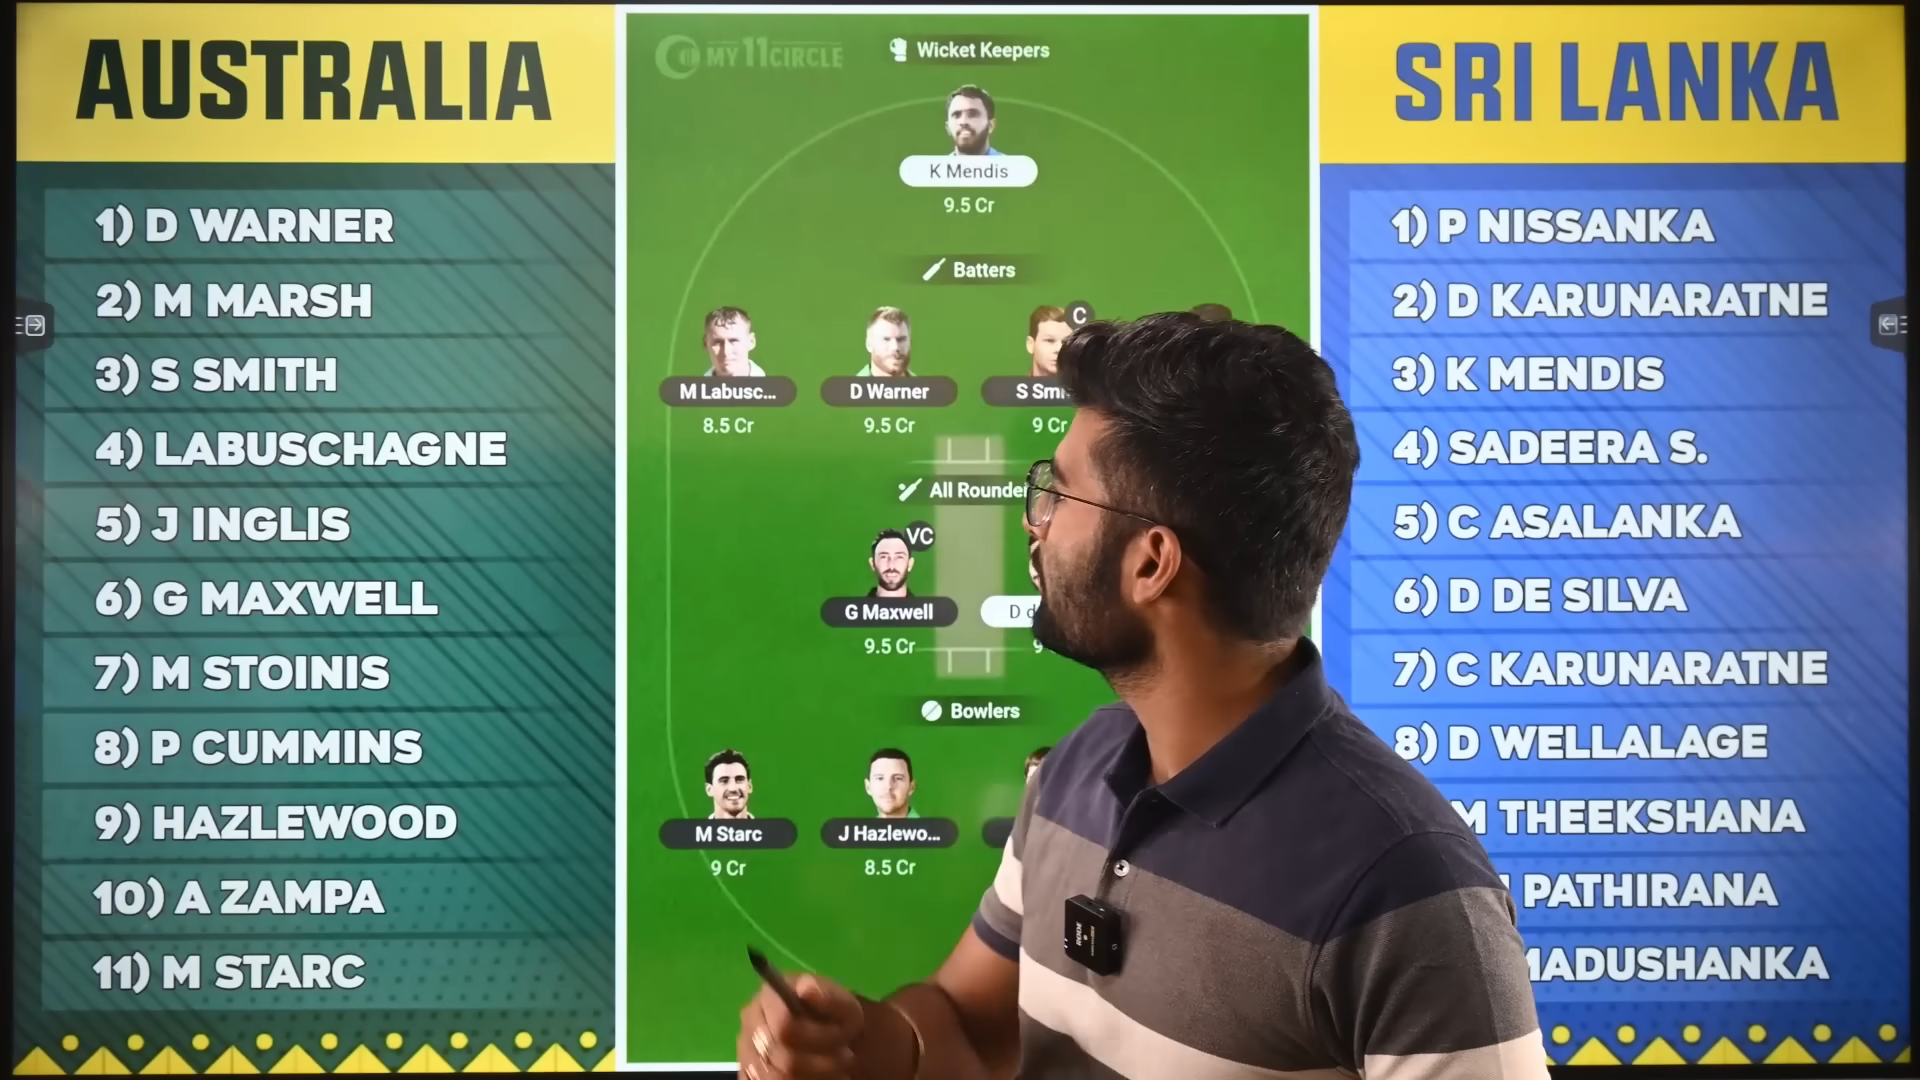 AUSTRALIA
1) D WARNER
2) M MARSH
3) S SMITH
4) LABUSCHAGNE
5) J INGLIS
6) G MAXWELL
7) M STOINIS
8) P CUMMINS
9) HAZLEWOOD
10) A ZAMPA
11) M STARC
MY11CIRCLE
Wicket Keepers
K Mendis
9.5 Cr
Batters
C
M Labusc... D Warner S
8.5 Cr 9.5 Cr 9 Cr
All
VC
G Maxwell D
9.5 Cr 9
Bowlers
M Starc J Hazlewo...
9 Cr 8.5 Cr
RODE
SRI LANKA
1) P NISSANKA
2) D KARUNARATNE
3) K MENDIS
4) SADEERA S.
5) C ASALANKA
6) D DE SILVA
7) C KARUNARATNE
8) D WELLALAGE
M THEEKSHANA
PATHIRANA
MADUSHANKA